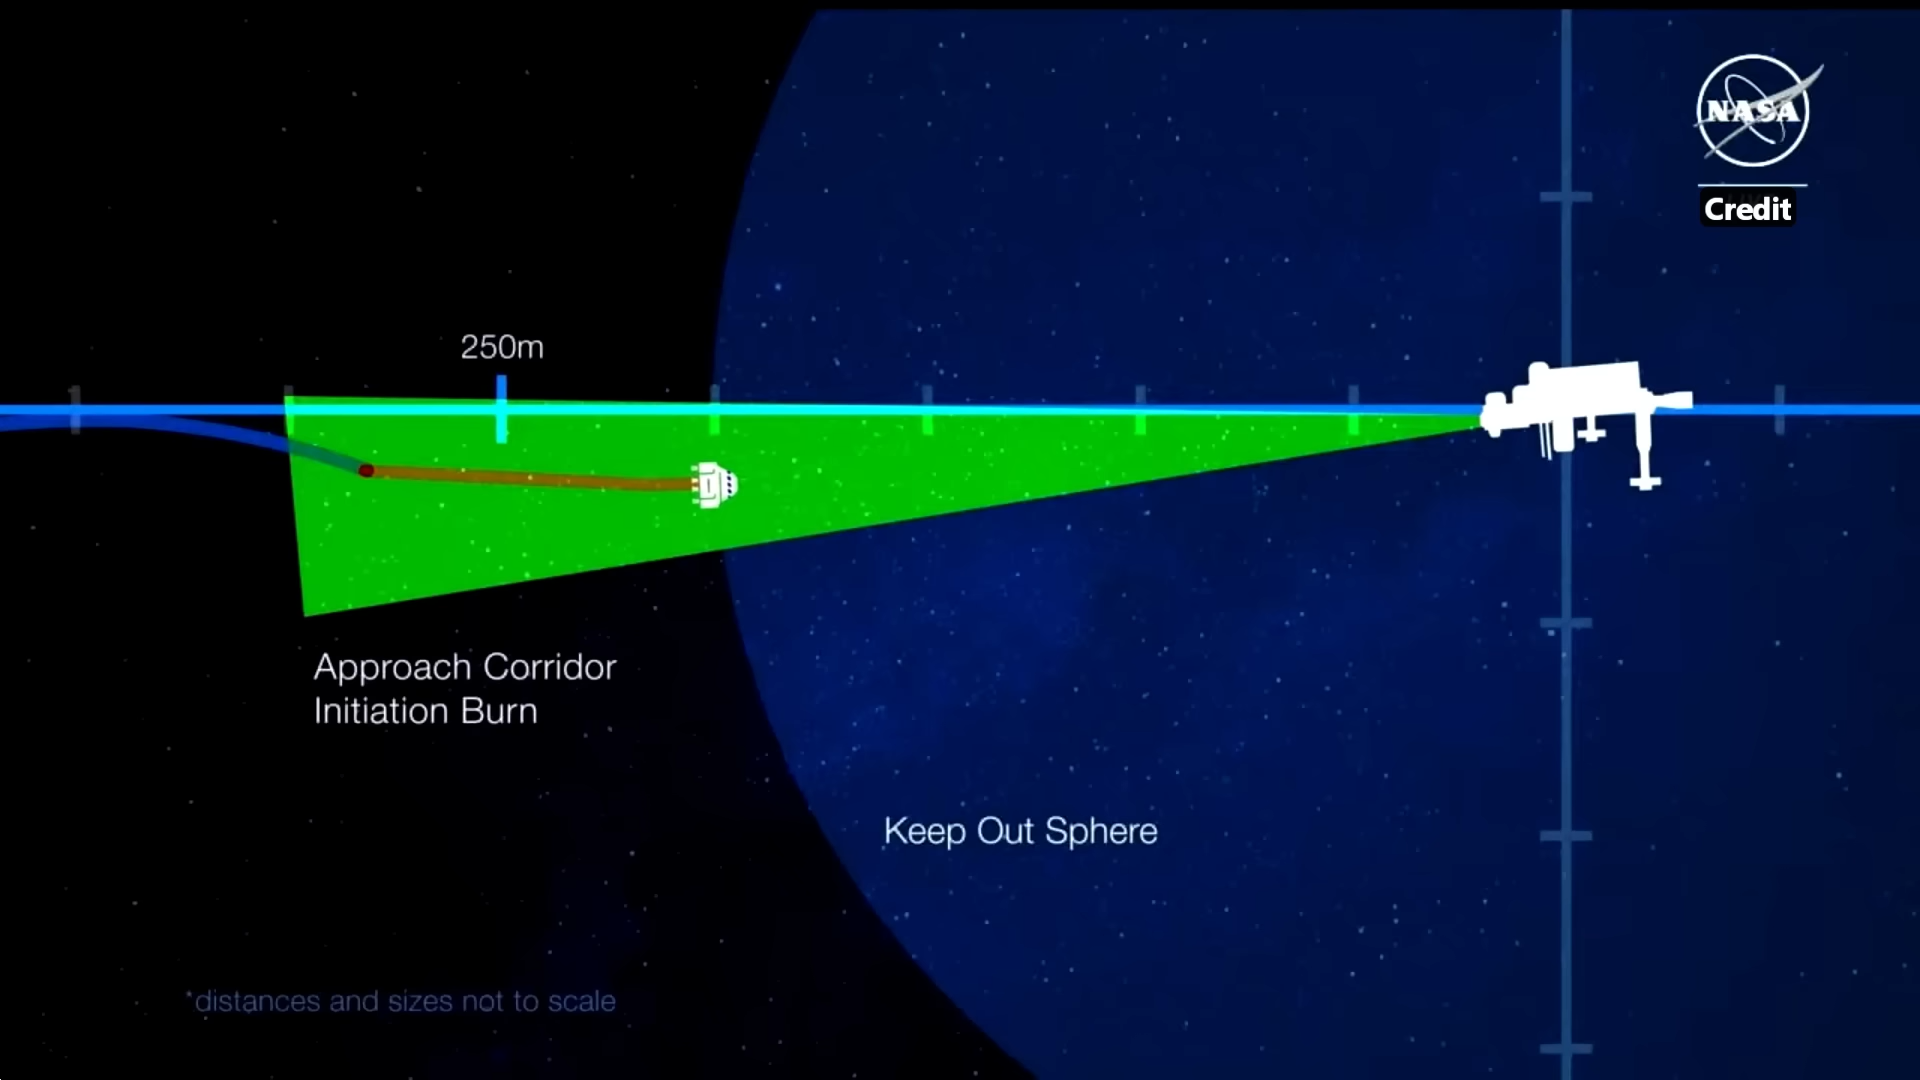 NASA
Credit
250m
Approach Corridor
Initiation Burn
Keep Out Sphere
*distances and sizes not to scale